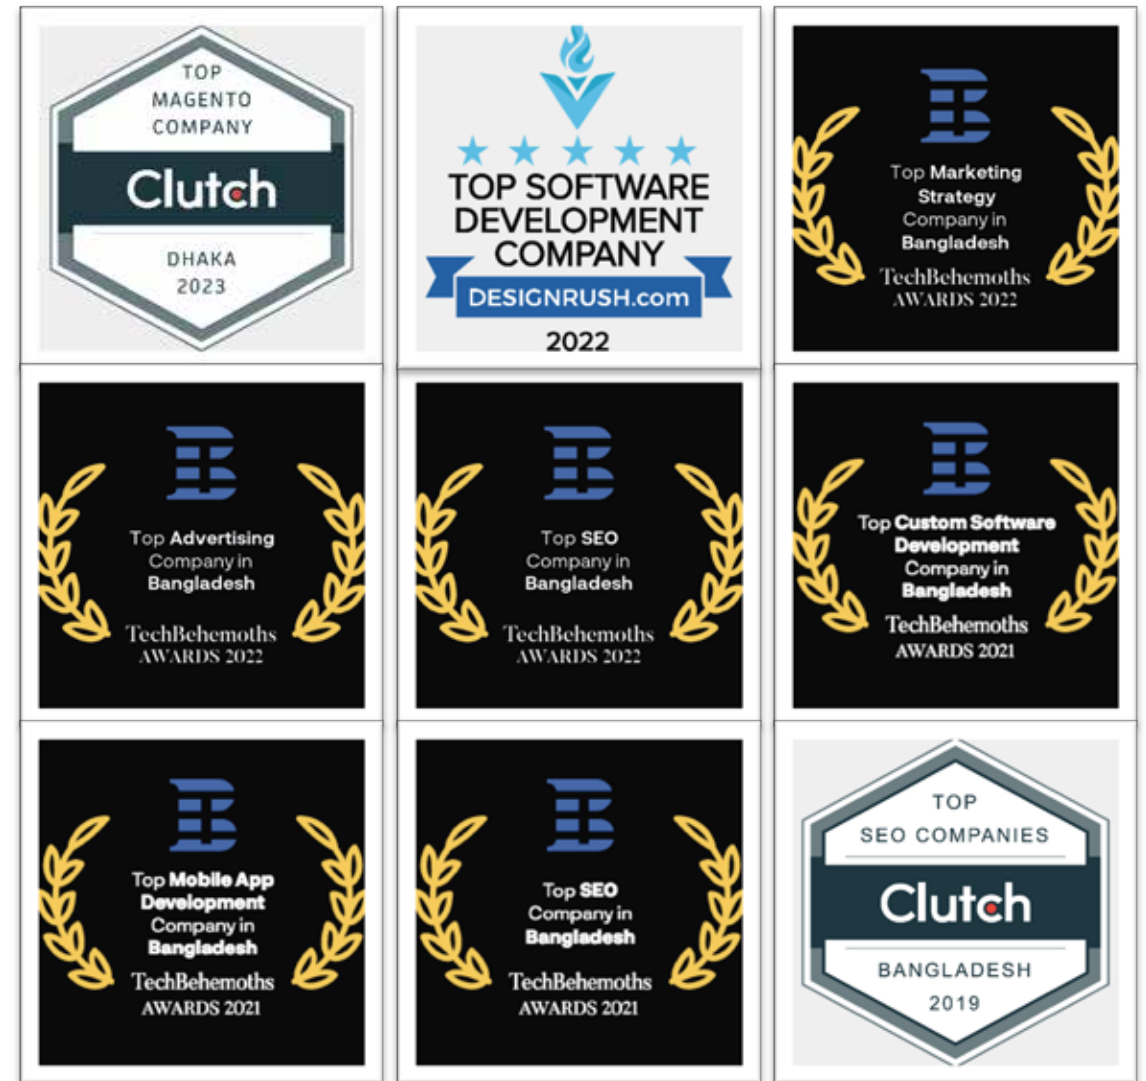 TOP
MAGENTO
COMPANY
Clutch
DHAKA
2023
TOP SOFTWARE
DEVELOPMENT
COMPANY
DESIGNRUSH.com
2022
Top Marketing
Strategy
Company in
Bangladesh
TechBehemoths
AWARDS 2022
Top Advertising
Company in
Bangladesh
TechBehemoths
AWARDS 2022
Top SEO
Company in
Bangladesh
TechBehemoths
AWARDS 2022
Top Custom Software
Development
Company in
Bangladesh
TechBehemoths
AWARDS 2021
Top Mobile App
Development
Company in
Bangladesh
TechBehemoths
AWARDS 2021
Top SEO
Company in
Bangladesh
TechBehemoths
AWARDS 2021
TOP
SEO COMPANIES
Clutch
BANGLADESH
2019